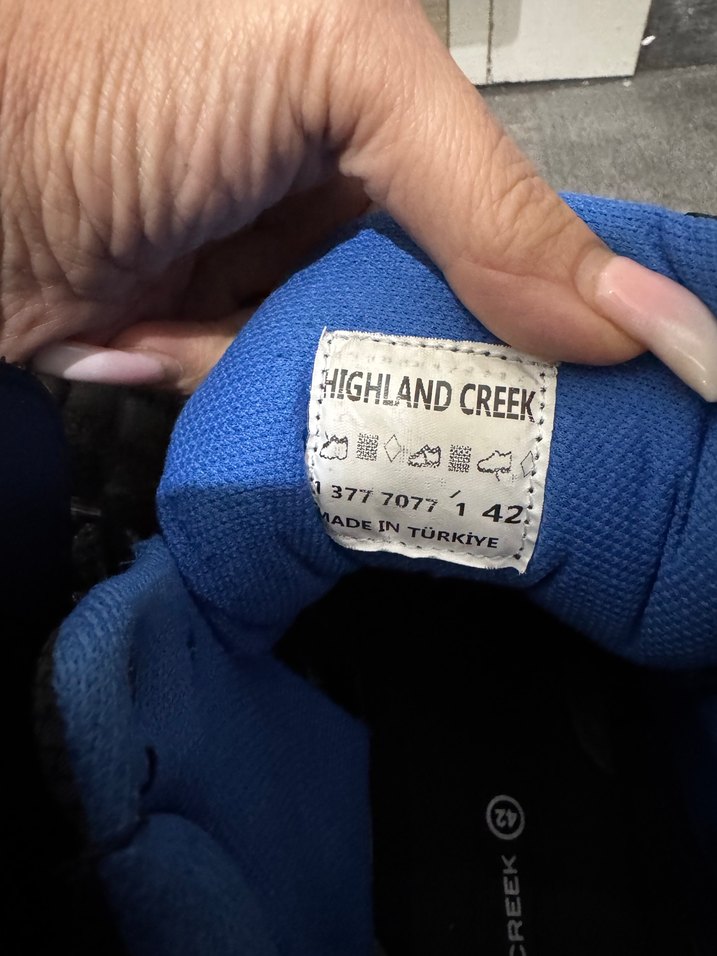 HIGHLAND CREEK
1 377 7077 1 42
MADE IN TÜRKİYE
42
CREEK